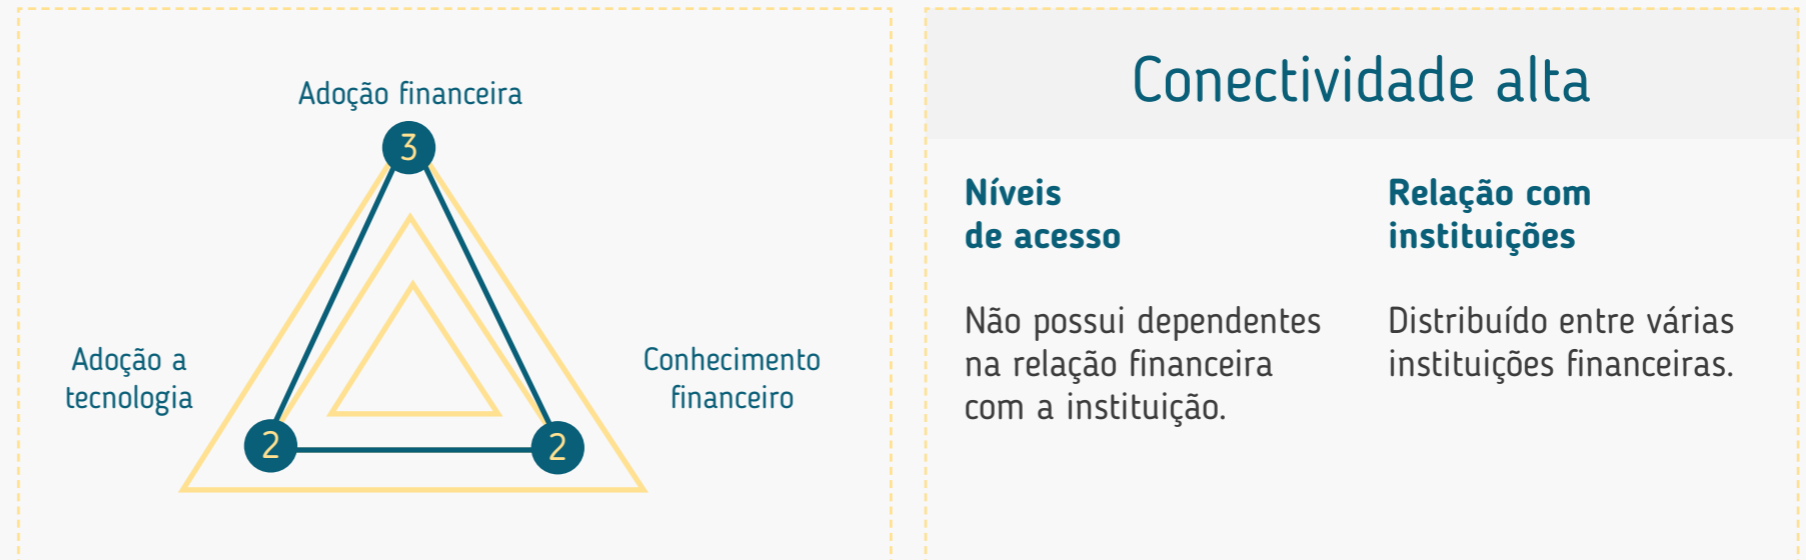 Adoção financeira
3
Adoção a
tecnologia
Conhecimento
financeiro
2
2
Conectividade alta
Níveis
de acesso
Não possui dependentes
na relação financeira
com a instituição.
Relação com
instituições
Distribuído entre várias
instituições financeiras.